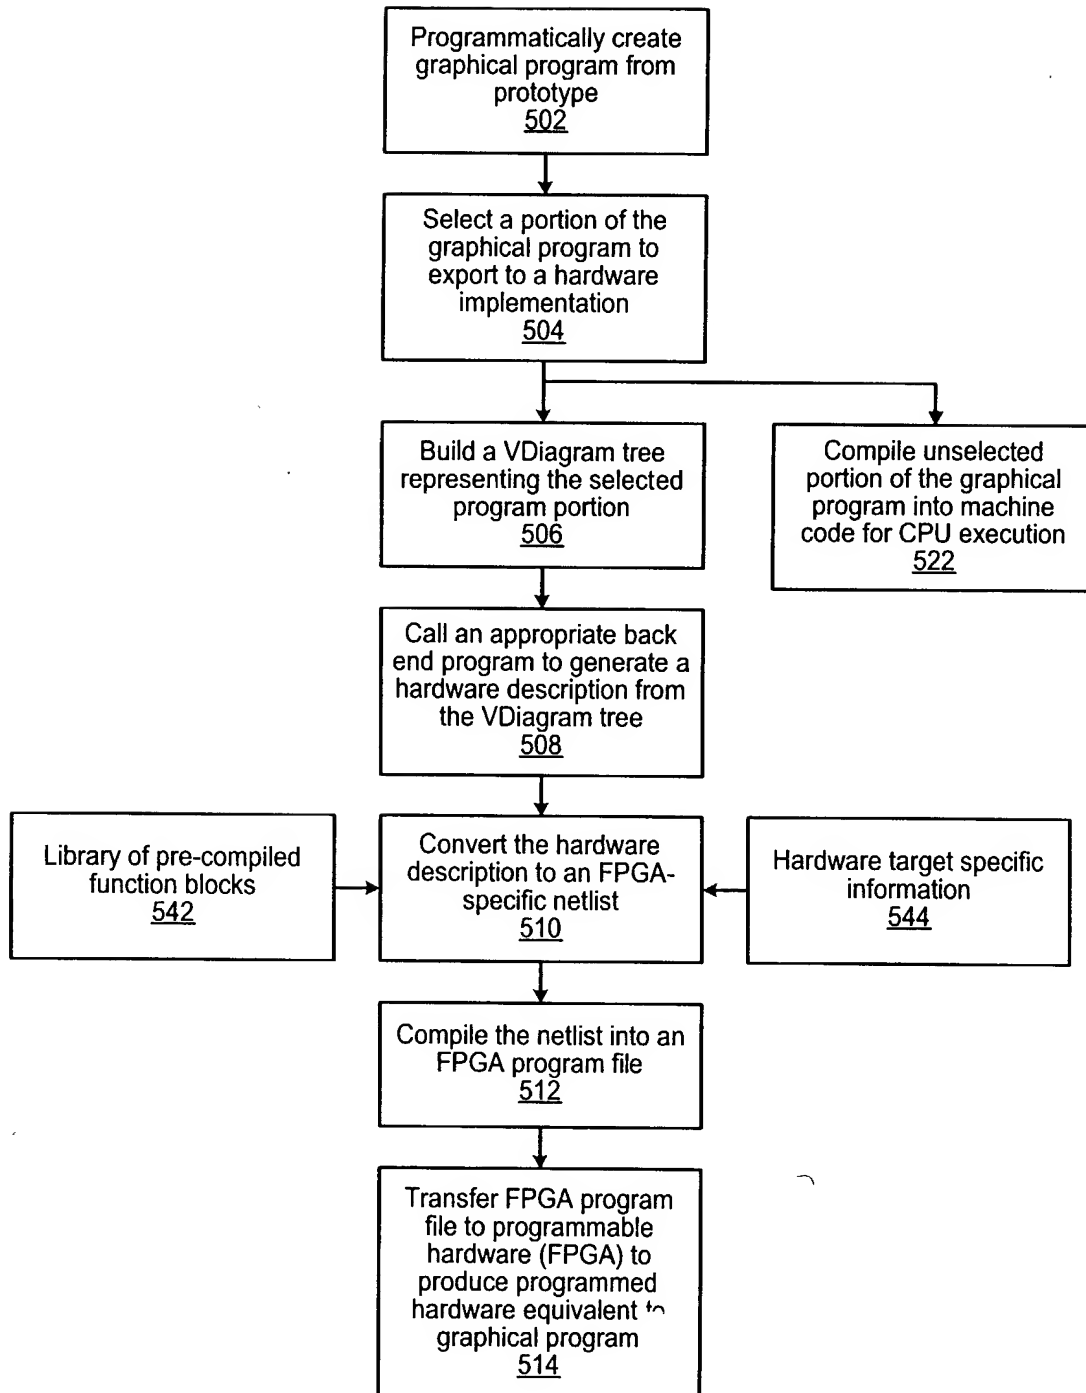 Programmatically create
graphical program from
prototype
502
Select a portion of the
graphical program to
export to a hardware
implementation
504
Build a VDiagram tree
representing the selected
program portion
506
Compile unselected
portion of the graphical
program into machine
code for CPU execution
522
Call an appropriate back
end program to generate a
hardware description from
the VDiagram tree
508
Library of pre-compiled
function blocks
542
Convert the hardware
description to an FPGA-
specific netlist
510
Hardware target specific
information
544
Compile the netlist into an
FPGA program file
512
Transfer FPGA program
file to programmable
hardware (FPGA) to
produce programmed
hardware equivalent to
graphical program
514